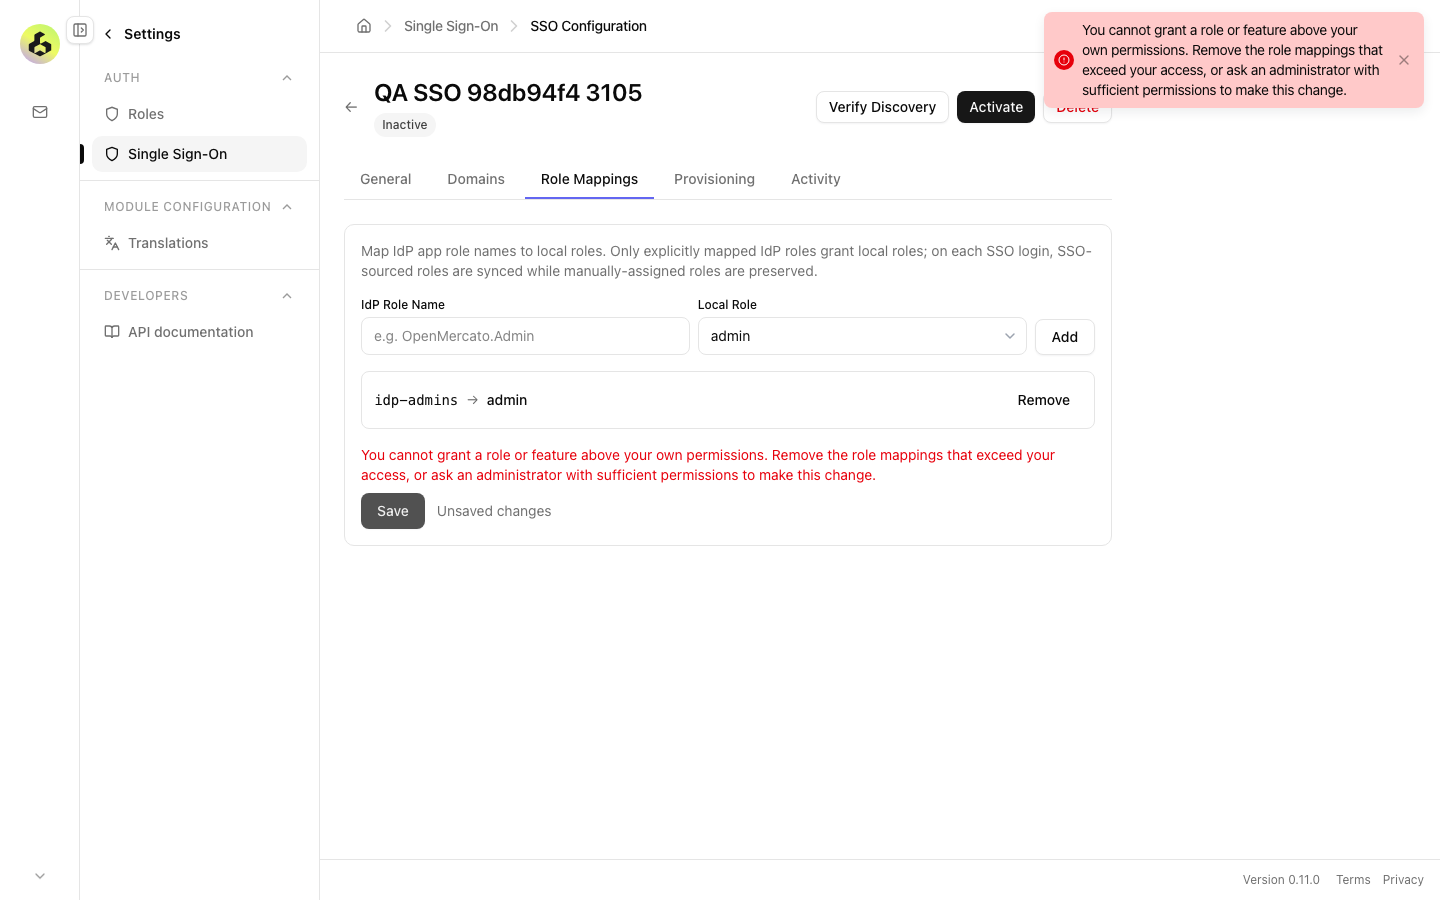 Settings
AUTH
Roles
Single Sign-On
MODULE CONFIGURATION
Translations
DEVELOPERS
API documentation
Single Sign-On
SSO Configuration
You cannot grant a role or feature above your
own permissions. Remove the role mappings that
exceed your access, or ask an administrator with
sufficient permissions to make this change.
QA SSO 98db94f4 3105
Inactive
Verify Discovery
Activate
Delete
General
Domains
Role Mappings
Provisioning
Activity
Map IdP app role names to local roles. Only explicitly mapped IdP roles grant local roles; on each SSO login, SSO-
sourced roles are synced while manually-assigned roles are preserved.
IdP Role Name
Local Role
e.g. OpenMercato.Admin
admin
Add
idp-admins → admin
Remove
You cannot grant a role or feature above your own permissions. Remove the role mappings that exceed your
access, or ask an administrator with sufficient permissions to make this change.
Save
Unsaved changes
Version 0.11.0
Terms
Privacy